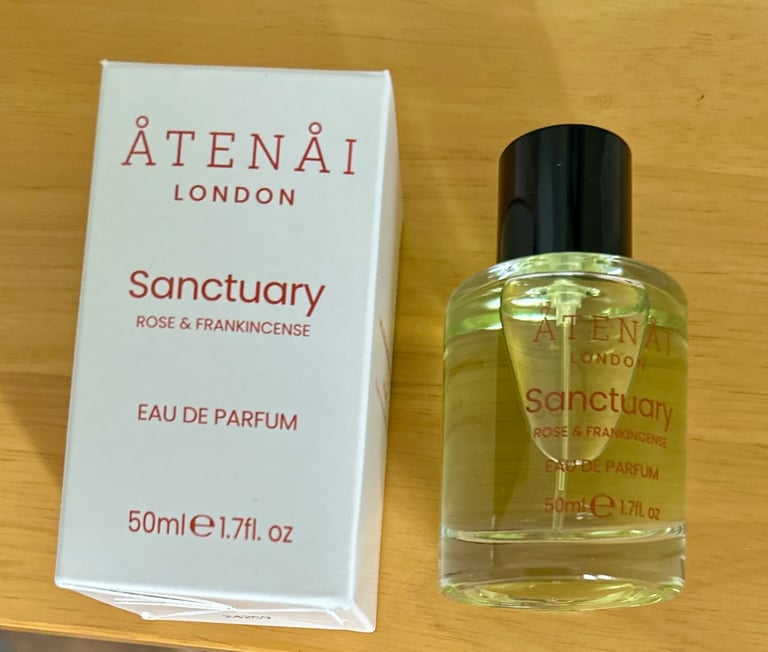 ÅTENÅI
LONDON
Sanctuary
ROSE & FRANKINCENSE
EAU DE PARFUM
50ml ℮ 1.7fl. oz
ÅTENÅI
LONDON
Sanctuary
ROSE & FRANKINCENSE
EAU DE PARFUM
50ml ℮ 1.7fl. oz